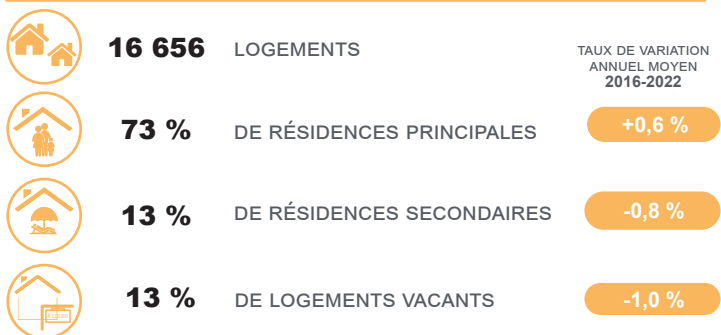 16 656 LOGEMENTS
TAUX DE VARIATION
ANNUEL MOYEN
2016-2022
73 % DE RÉSIDENCES PRINCIPALES +0,6 %
13 % DE RÉSIDENCES SECONDAIRES -0,8 %
13 % DE LOGEMENTS VACANTS -1,0 %